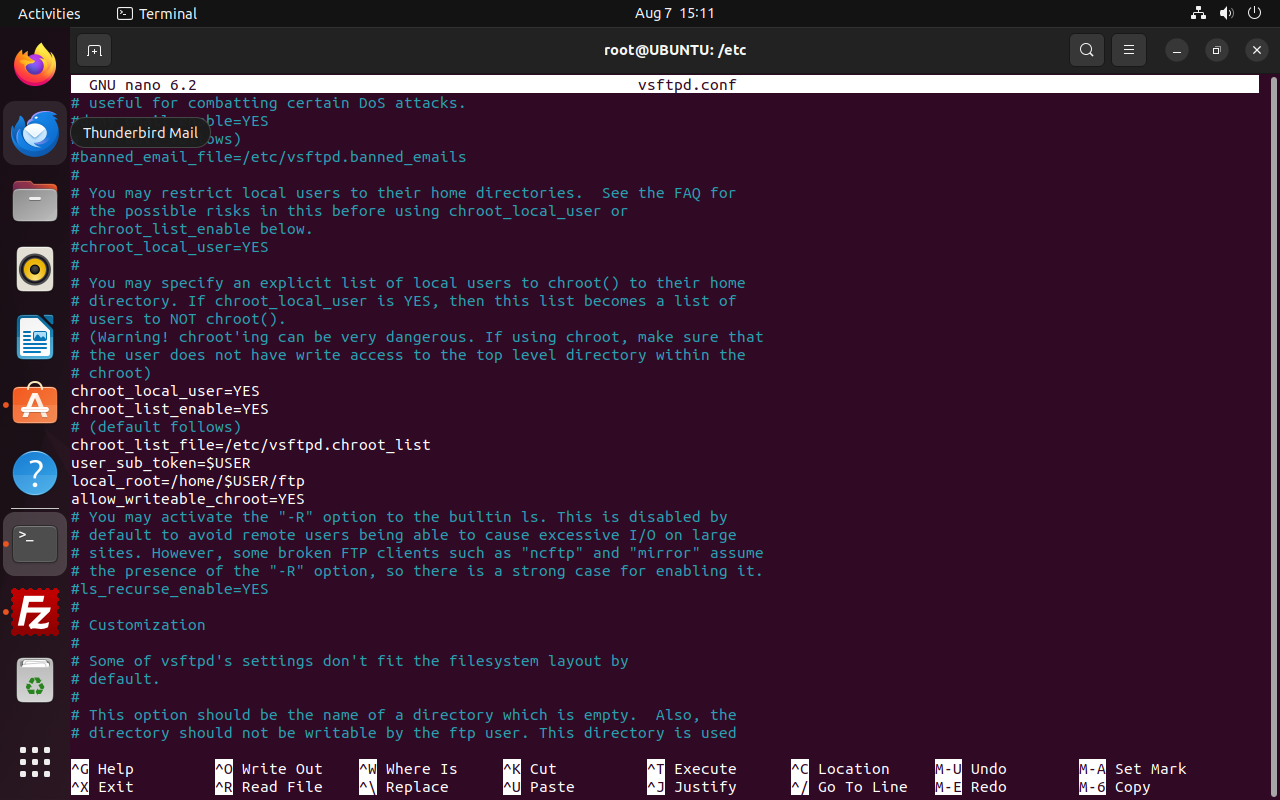 Activities Terminal Aug 7 15:11
root@UBUNTU: /etc
GNU nano 6.2 vsftpd.conf
# useful for combatting certain DoS attacks.
ble=YES
Thunderbird Mail
ows)
#banned_email_file=/etc/vsftpd.banned_emails
#
# You may restrict local users to their home directories.  See the FAQ for
# the possible risks in this before using chroot_local_user or
# chroot_list_enable below.
#chroot_local_user=YES
#
# You may specify an explicit list of local users to chroot() to their home
# directory. If chroot_local_user is YES, then this list becomes a list of
# users to NOT chroot().
# (Warning! chroot'ing can be very dangerous. If using chroot, make sure that
# the user does not have write access to the top level directory within the
# chroot)
chroot_local_user=YES
chroot_list_enable=YES
# (default follows)
chroot_list_file=/etc/vsftpd.chroot_list
user_sub_token=$USER
local_root=/home/$USER/ftp
allow_writeable_chroot=YES
# You may activate the "-R" option to the builtin ls. This is disabled by
# default to avoid remote users being able to cause excessive I/O on large
# sites. However, some broken FTP clients such as "ncftp" and "mirror" assume
# the presence of the "-R" option, so there is a strong case for enabling it.
#ls_recurse_enable=YES
#
# Customization
#
# Some of vsftpd's settings don't fit the filesystem layout by
# default.
#
# This option should be the name of a directory which is empty.  Also, the
# directory should not be writable by the ftp user. This directory is used
^G Help ^O Write Out ^W Where Is ^K Cut ^T Execute ^C Location M-U Undo M-A Set Mark
^X Exit ^R Read File ^\ Replace ^U Paste ^J Justify ^/ Go To Line M-E Redo M-6 Copy